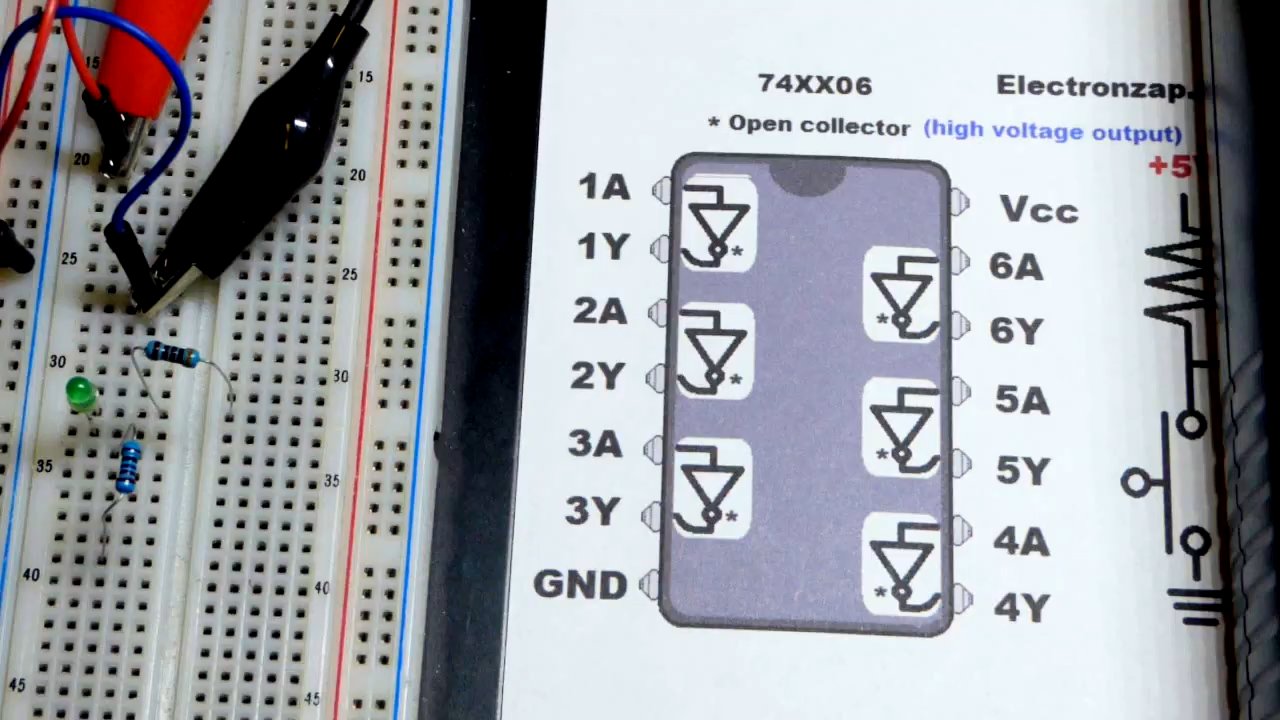 74XX06
Electronzap.
* Open collector (high voltage output)
+5V
1A
1Y
2A
2Y
3A
3Y
GND
Vcc
6A
6Y
5A
5Y
4A
4Y
*
*
*
*
*
*
15
20
25
30
35
40
45
15
20
25
30
35
40
45